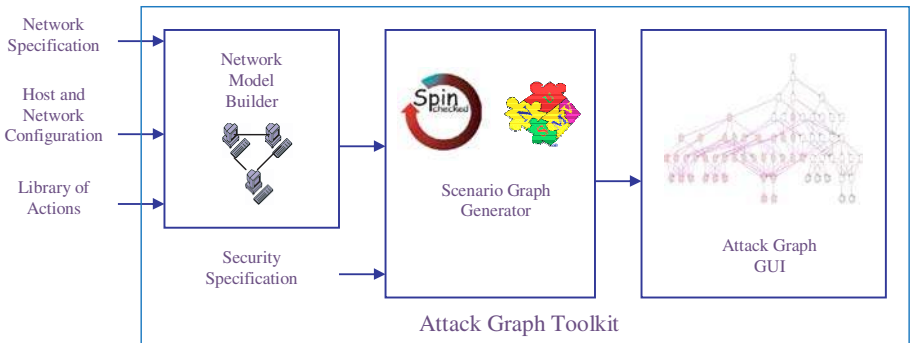 Network
Specification
Host and
Network
Configuration
Library of
Actions
Network
Model
Builder
Security
Specification
Spin
checked
Scenario Graph
Generator
Attack Graph
GUI
Attack Graph Toolkit